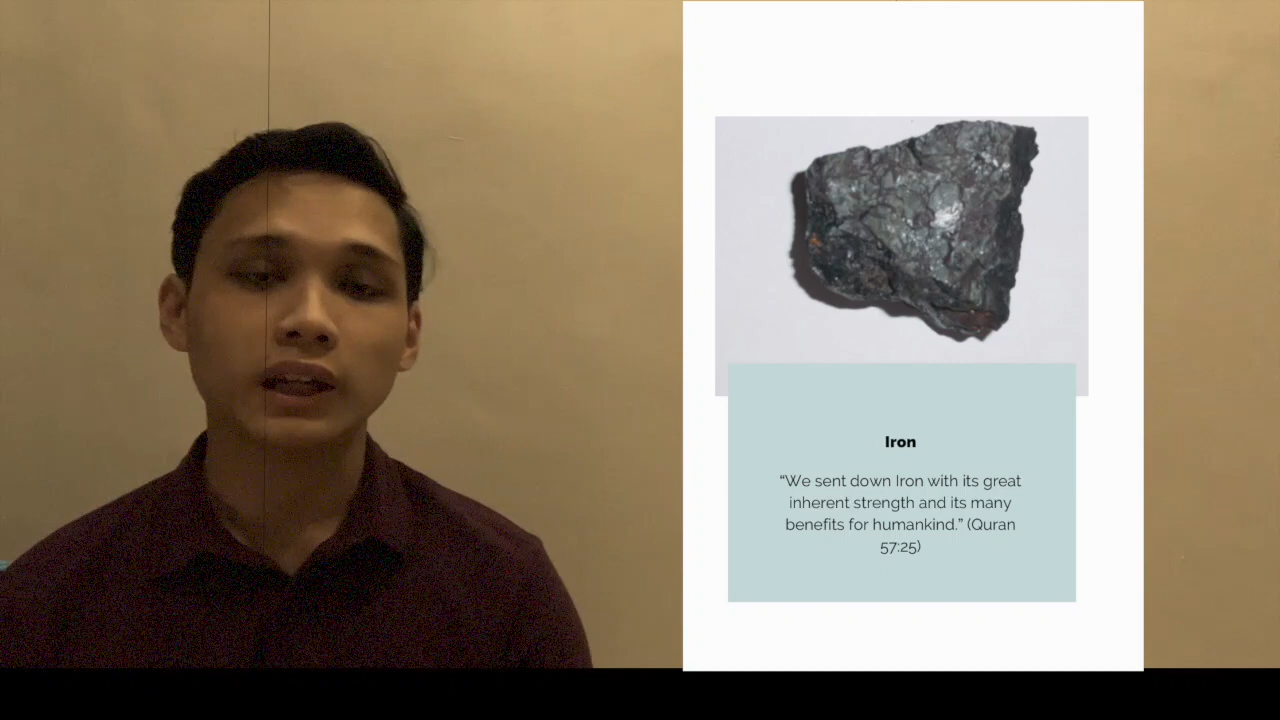 Iron
“We sent down Iron with its great
inherent strength and its many
benefits for humankind.” (Quran
57:25)